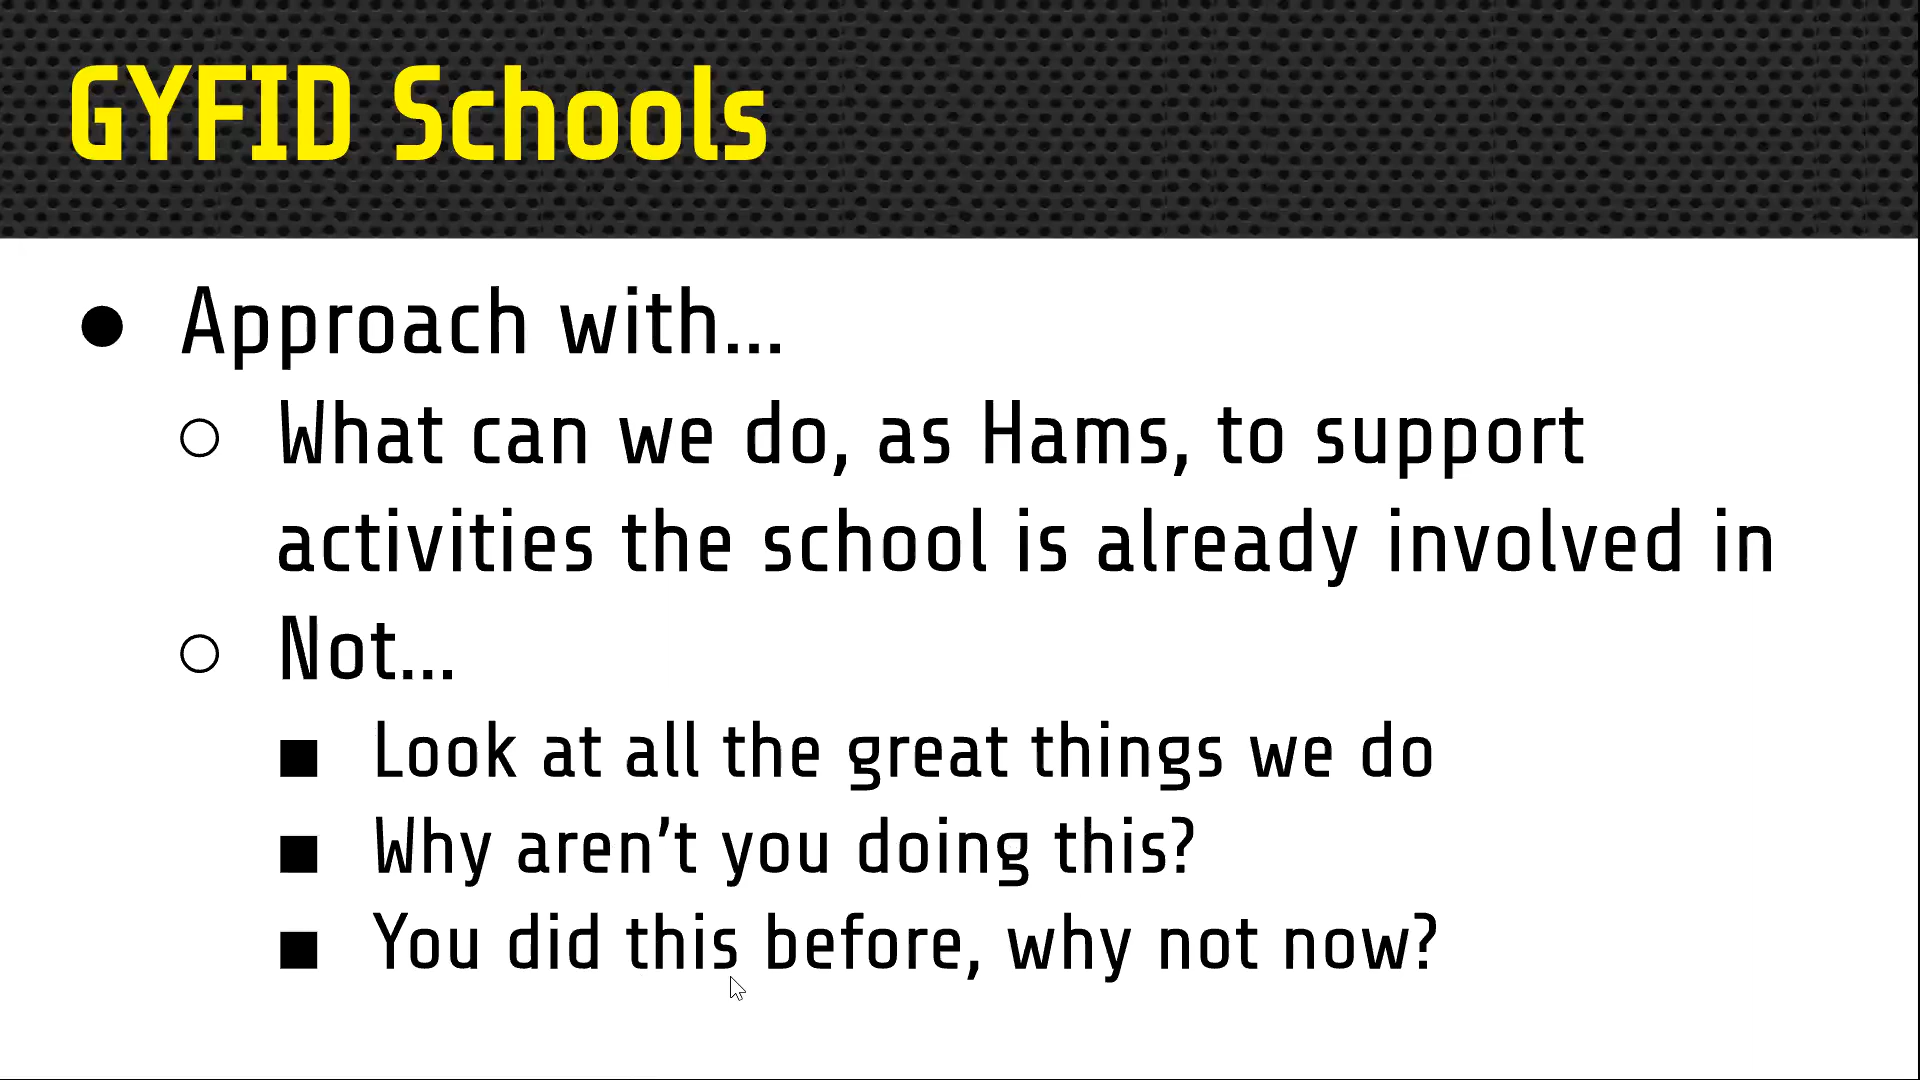 GYFID Schools
● Approach with...
○ What can we do, as Hams, to support
activities the school is already involved in
○ Not...
■ Look at all the great things we do
■ Why aren’t you doing this?
■ You did this before, why not now?